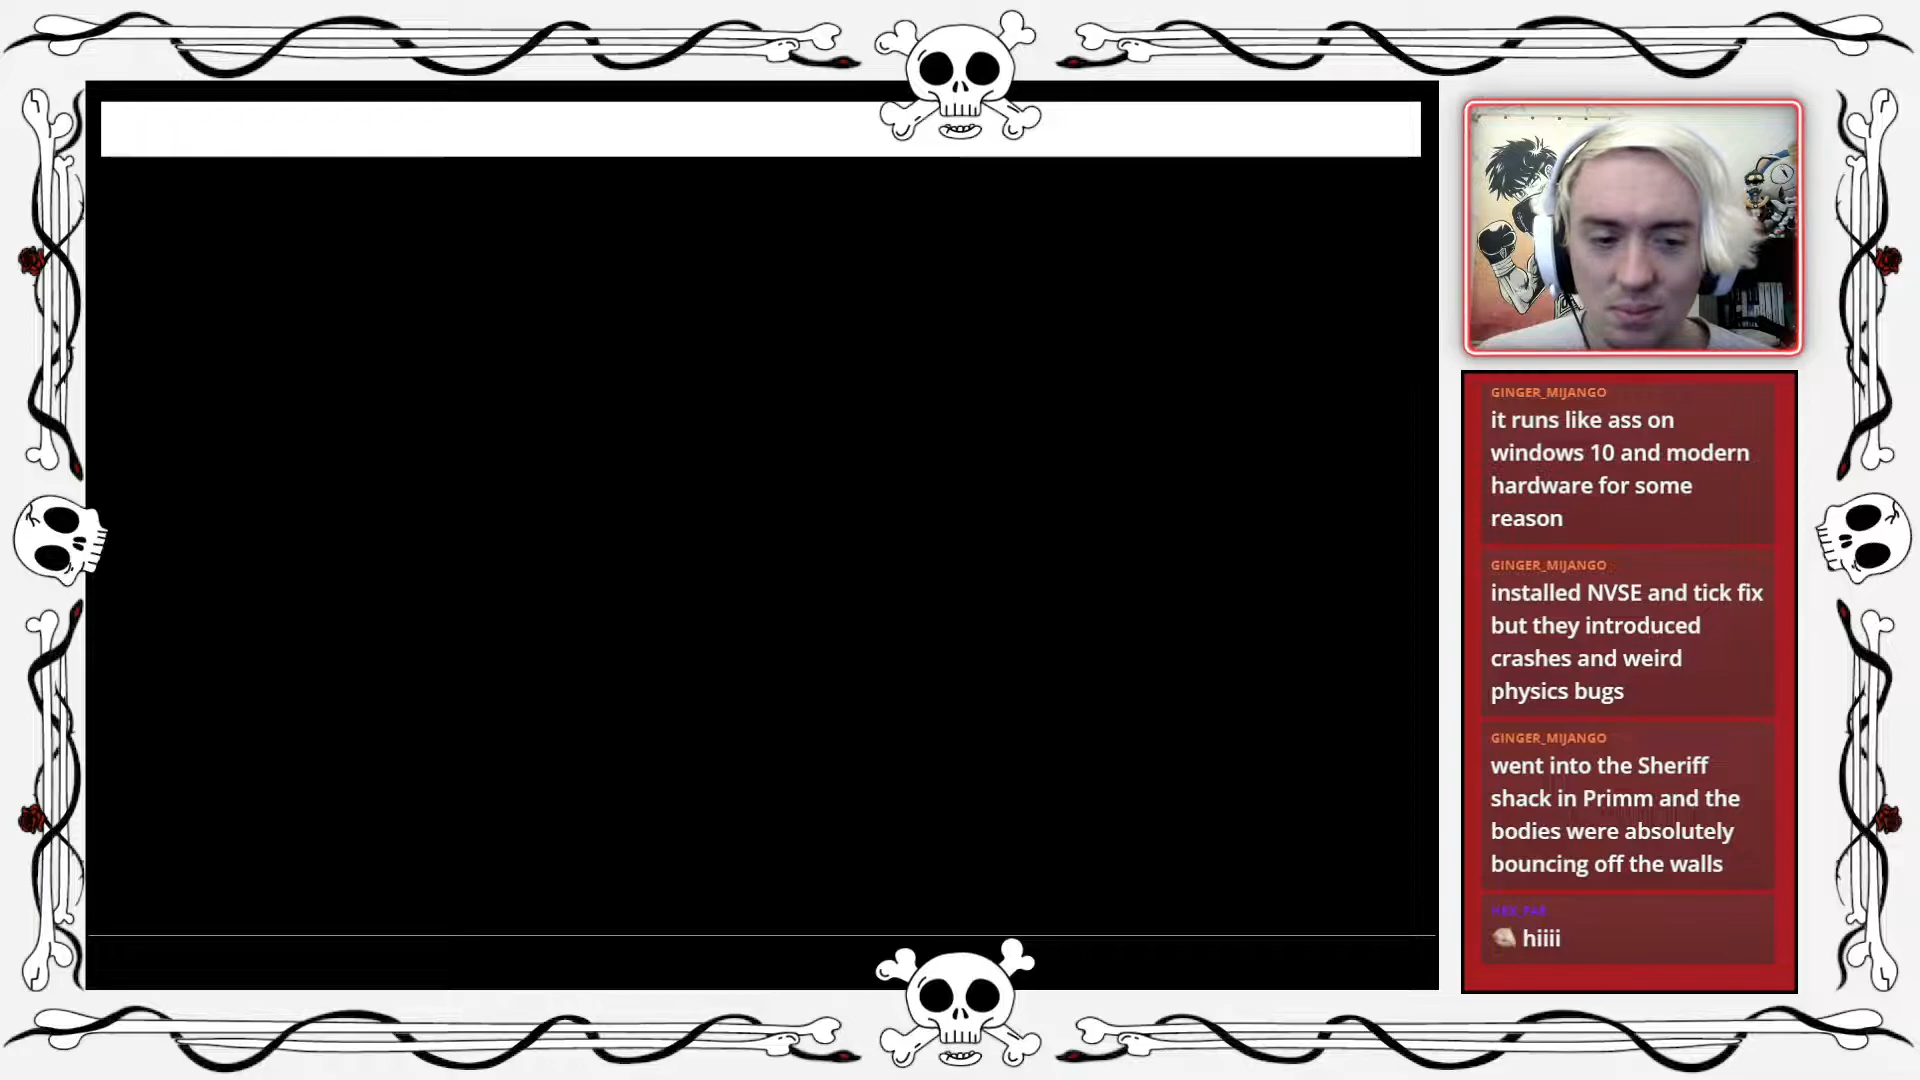 GINGER_MIJANGO
it runs like ass on
windows 10 and modern
hardware for some
reason
GINGER_MIJANGO
installed NVSE and tick fix
but they introduced
crashes and weird
physics bugs
GINGER_MIJANGO
went into the Sheriff
shack in Primm and the
bodies were absolutely
bouncing off the walls
HEX_FAE
hiiii